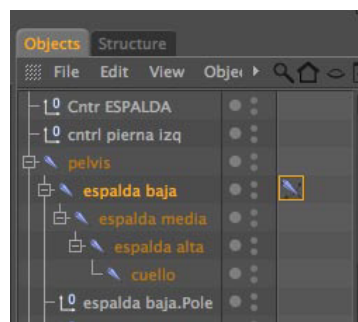 Objects Structure
File Edit View Objec
Cntr ESPALDA
cntrl pierna izq
pelvis
espalda baja
espalda media
espalda alta
cuello
espalda baja.Pole